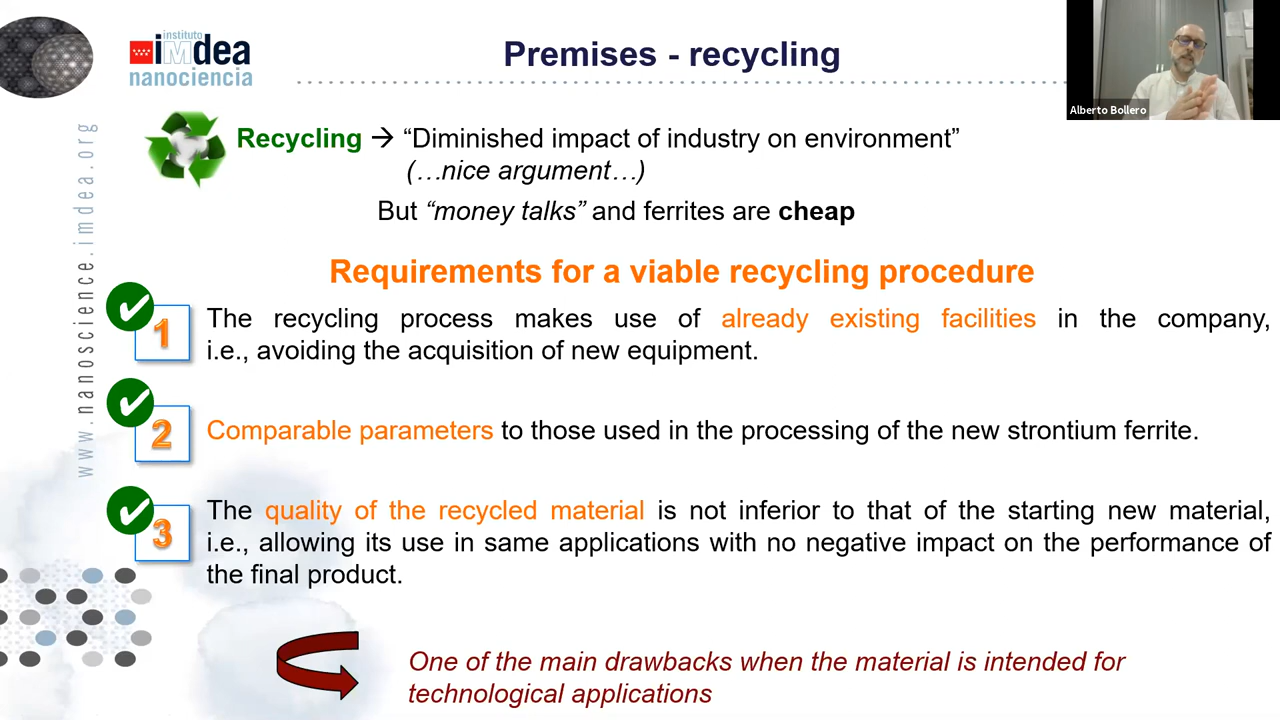 instituto
imdea
nanociencia
Premises - recycling
Alberto Bollero
www.nanoscience.imdea.org
Recycling → “Diminished impact of industry on environment”
(…nice argument…)
But “money talks” and ferrites are cheap
Requirements for a viable recycling procedure
1
The recycling process makes use of already existing facilities in the company,
i.e., avoiding the acquisition of new equipment.
2
Comparable parameters to those used in the processing of the new strontium ferrite.
3
The quality of the recycled material is not inferior to that of the starting new material,
i.e., allowing its use in same applications with no negative impact on the performance of
the final product.
One of the main drawbacks when the material is intended for
technological applications